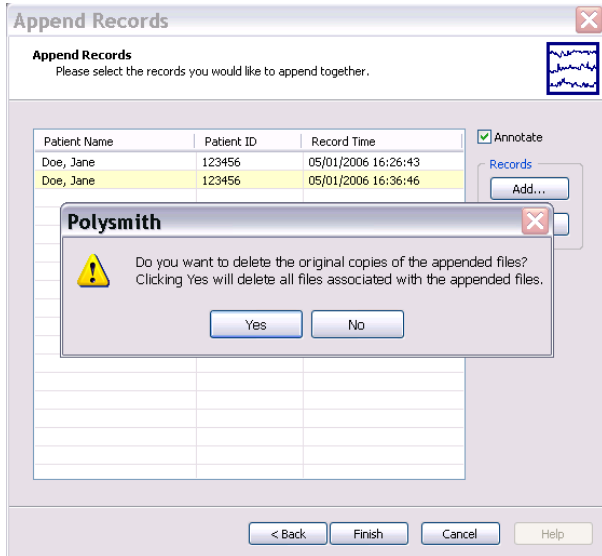 Append Records
Append Records
Please select the records you would like to append together.
Patient Name Patient ID Record Time
Doe, Jane 123456 05/01/2006 16:26:43
Doe, Jane 123456 05/01/2006 16:36:46
Annotate
Records
Add...
Polysmith
Do you want to delete the original copies of the appended files?
Clicking Yes will delete all files associated with the appended files.
Yes No
< Back Finish Cancel Help